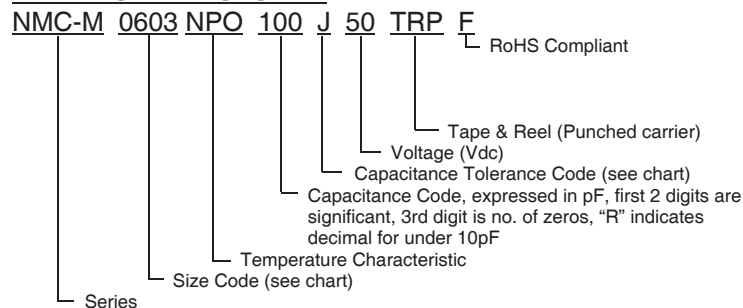 NMC-M 0603 NPO 100 J 50 TRP F
RoHS Compliant
Tape & Reel (Punched carrier)
Voltage (Vdc)
Capacitance Tolerance Code (see chart)
Capacitance Code, expressed in pF, first 2 digits are
significant, 3rd digit is no. of zeros, “R” indicates
decimal for under 10pF
Temperature Characteristic
Size Code (see chart)
Series